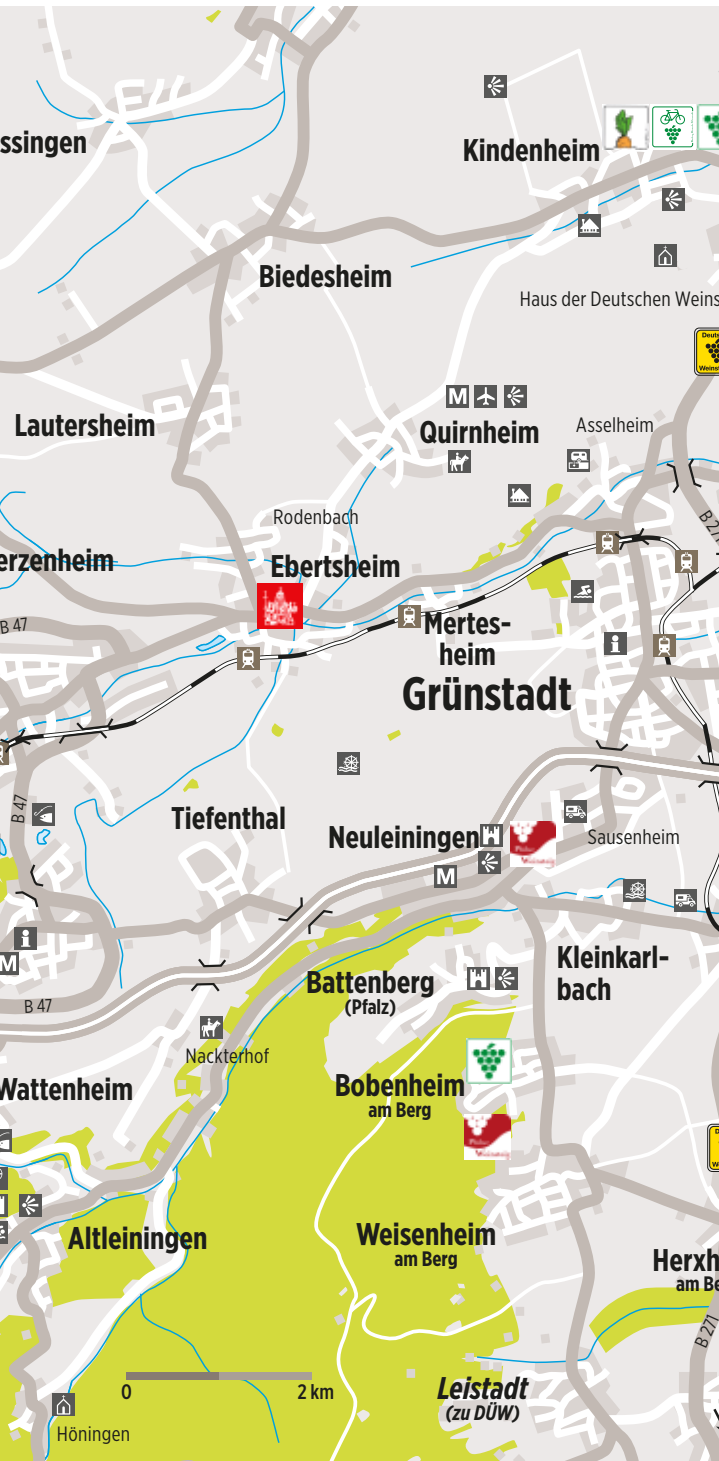 ssingen
Kindenheim
Biedesheim
Haus der Deutschen Weins
Lautersheim
Quirnheim
Asselheim
Rodenbach
B 271
erzenheim
Ebertsheim
B 47
Mertes-
heim
Grünstadt
B 47
Tiefenthal
Neuleiningen
Sausenheim
M
M
i
i
M
Kleinkarl-
bach
Battenberg
(Pfalz)
B 47
Nackterhof
Wattenheim
Bobenheim
am Berg
Altleiningen
Weisenheim
am Berg
Herxh
am Be
B 271
0
2 km
Leistadt
(zu DÜW)
Höningen